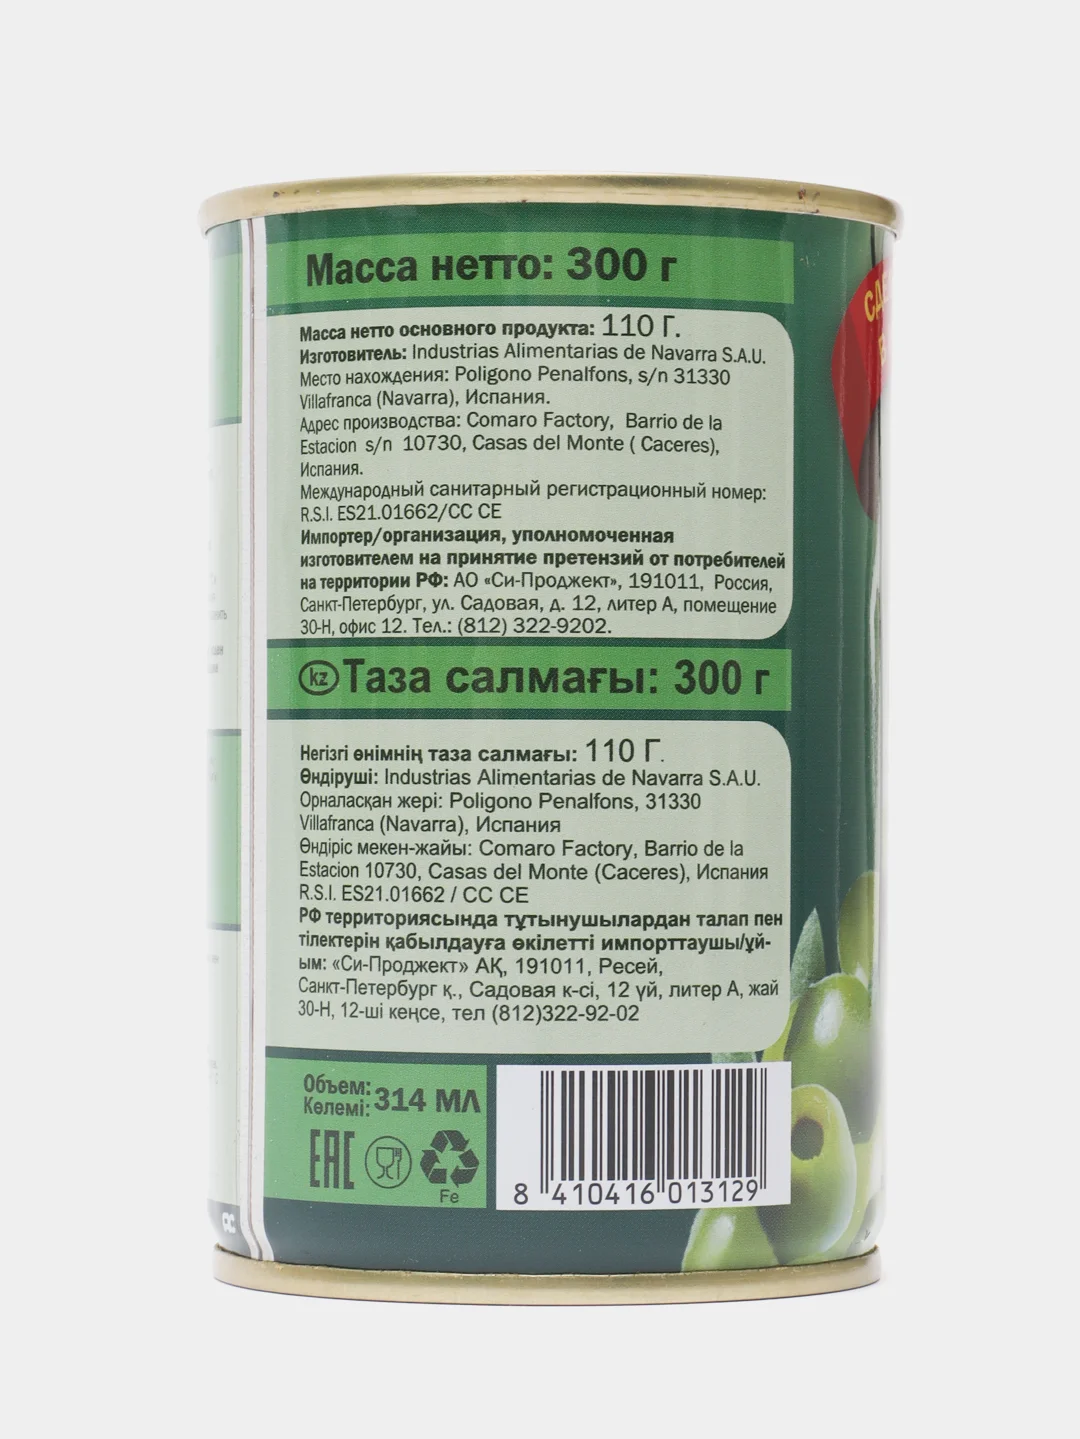 Масса нетто: 300 г
Масса нетто основного продукта: 110 Г.
Изготовитель: Industrias Alimentarias de Navarra S.A.U.
Место нахождения: Poligono Penalfons, s/n 31330
Villafranca (Navarra), Испания.
Адрес производства: Comaro Factory, Barrio de la
Estacion s/n 10730, Casas del Monte ( Caceres),
Испания.
Международный санитарный регистрационный номер:
R.S.I. ES21.01662/CC CE
Импортер/организация, уполномоченная
изготовителем на принятие претензий от потребителей
на территории РФ: АО «Си-Проджект», 191011, Россия,
Санкт-Петербург, ул. Садовая, д. 12, литер А, помещение
30-Н, офис 12. Тел.: (812) 322-9202.
kz Таза салмағы: 300 г
Негізгі өнімнің таза салмағы: 110 Г.
Өндіруші: Industrias Alimentarias de Navarra S.A.U.
Орналасқан жері: Poligono Penalfons, 31330
Villafranca (Navarra), Испания
Өндіріс мекен-жайы: Comaro Factory, Barrio de la
Estacion 10730, Casas del Monte (Caceres), Испания
R.S.I. ES21.01662 / CC CE
РФ территориясында тұтынушылардан талап пен
тілектерін қабылдауға өкілетті импорттаушы/ұй-
ым: «Си-Проджект» АҚ, 191011, Ресей,
Санкт-Петербург қ., Садовая к-сі, 12 үй, литер А, жай
30-Н, 12-ші кеңсе, тел (812)322-92-02
Объем:
Көлемі: 314 МЛ
EAC
Fe
8 410416 013129